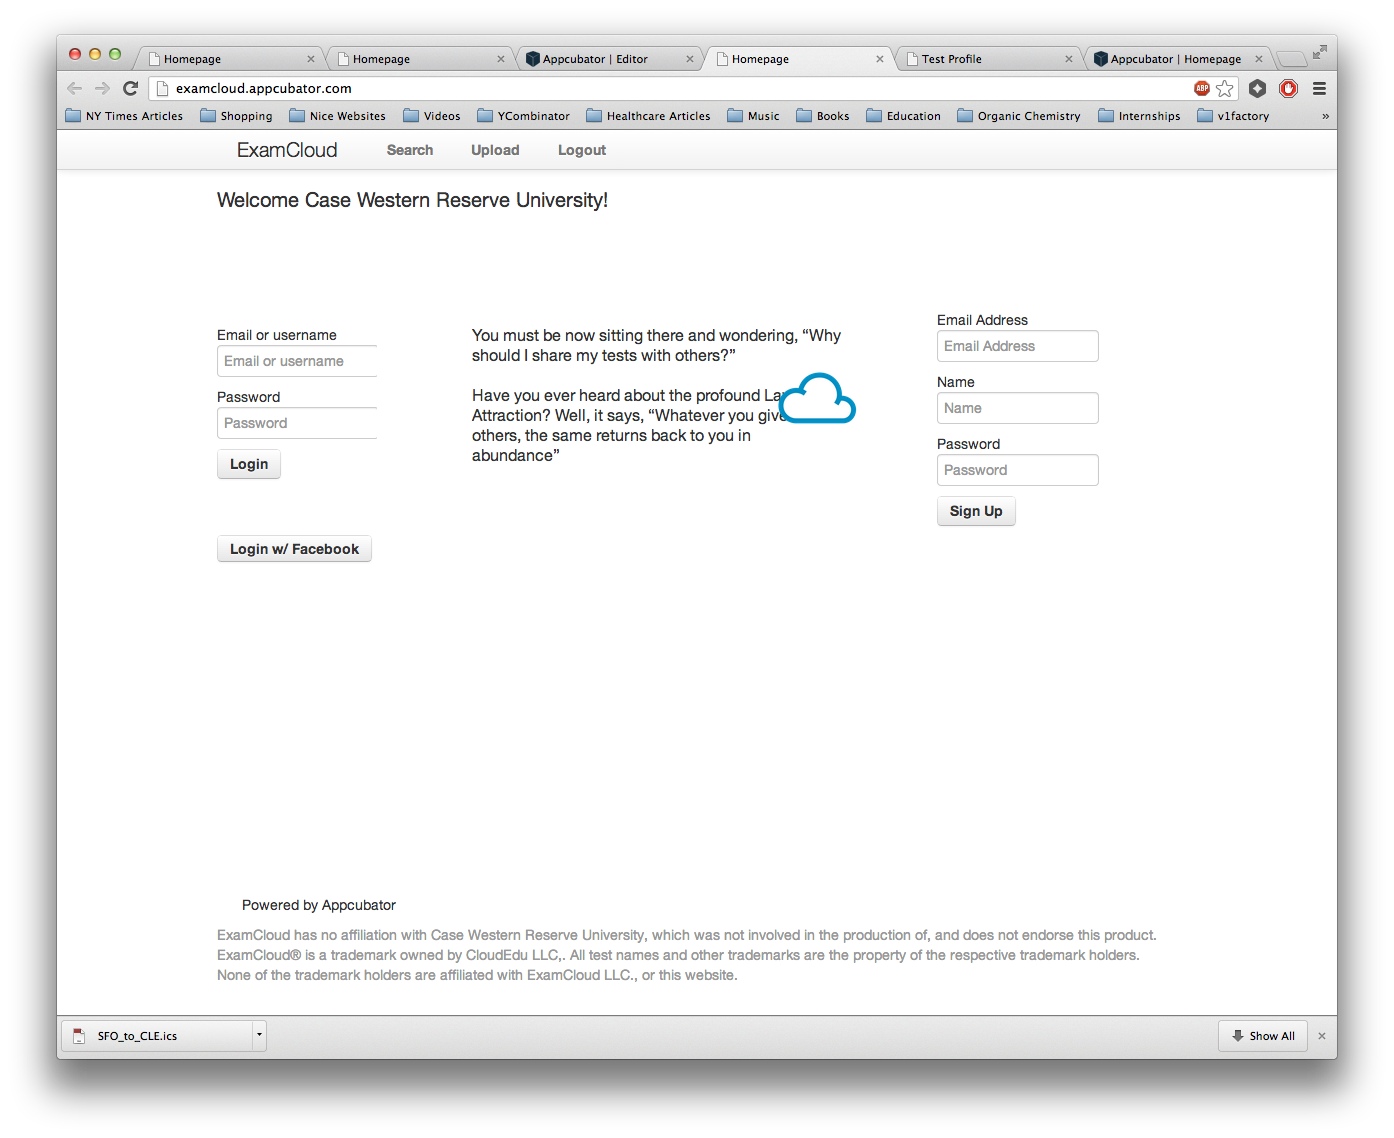 Homepage
Homepage
Appcubator | Editor
Homepage
Test Profile
Appcubator | Homepage
examcloud.appcubator.com
ABP
NY Times Articles
Shopping
Nice Websites
Videos
YCombinator
Healthcare Articles
Music
Books
Education
Organic Chemistry
Internships
v1factory
»
ExamCloud
Search
Upload
Logout
Welcome Case Western Reserve University!
Email or username
Email or username
Password
Password
Login
Login w/ Facebook
You must be now sitting there and wondering, “Why
should I share my tests with others?”
Have you ever heard about the profound
Attraction? Well, it says, “Whatever you give
others, the same returns back to you in
abundance”
Email Address
Email Address
Name
Name
Password
Password
Sign Up
Powered by Appcubator
ExamCloud has no affiliation with Case Western Reserve University, which was not involved in the production of, and does not endorse this product.
ExamCloud® is a trademark owned by CloudEdu LLC,. All test names and other trademarks are the property of the respective trademark holders.
None of the trademark holders are affiliated with ExamCloud LLC., or this website.
SFO_to_CLE.ics
Show All